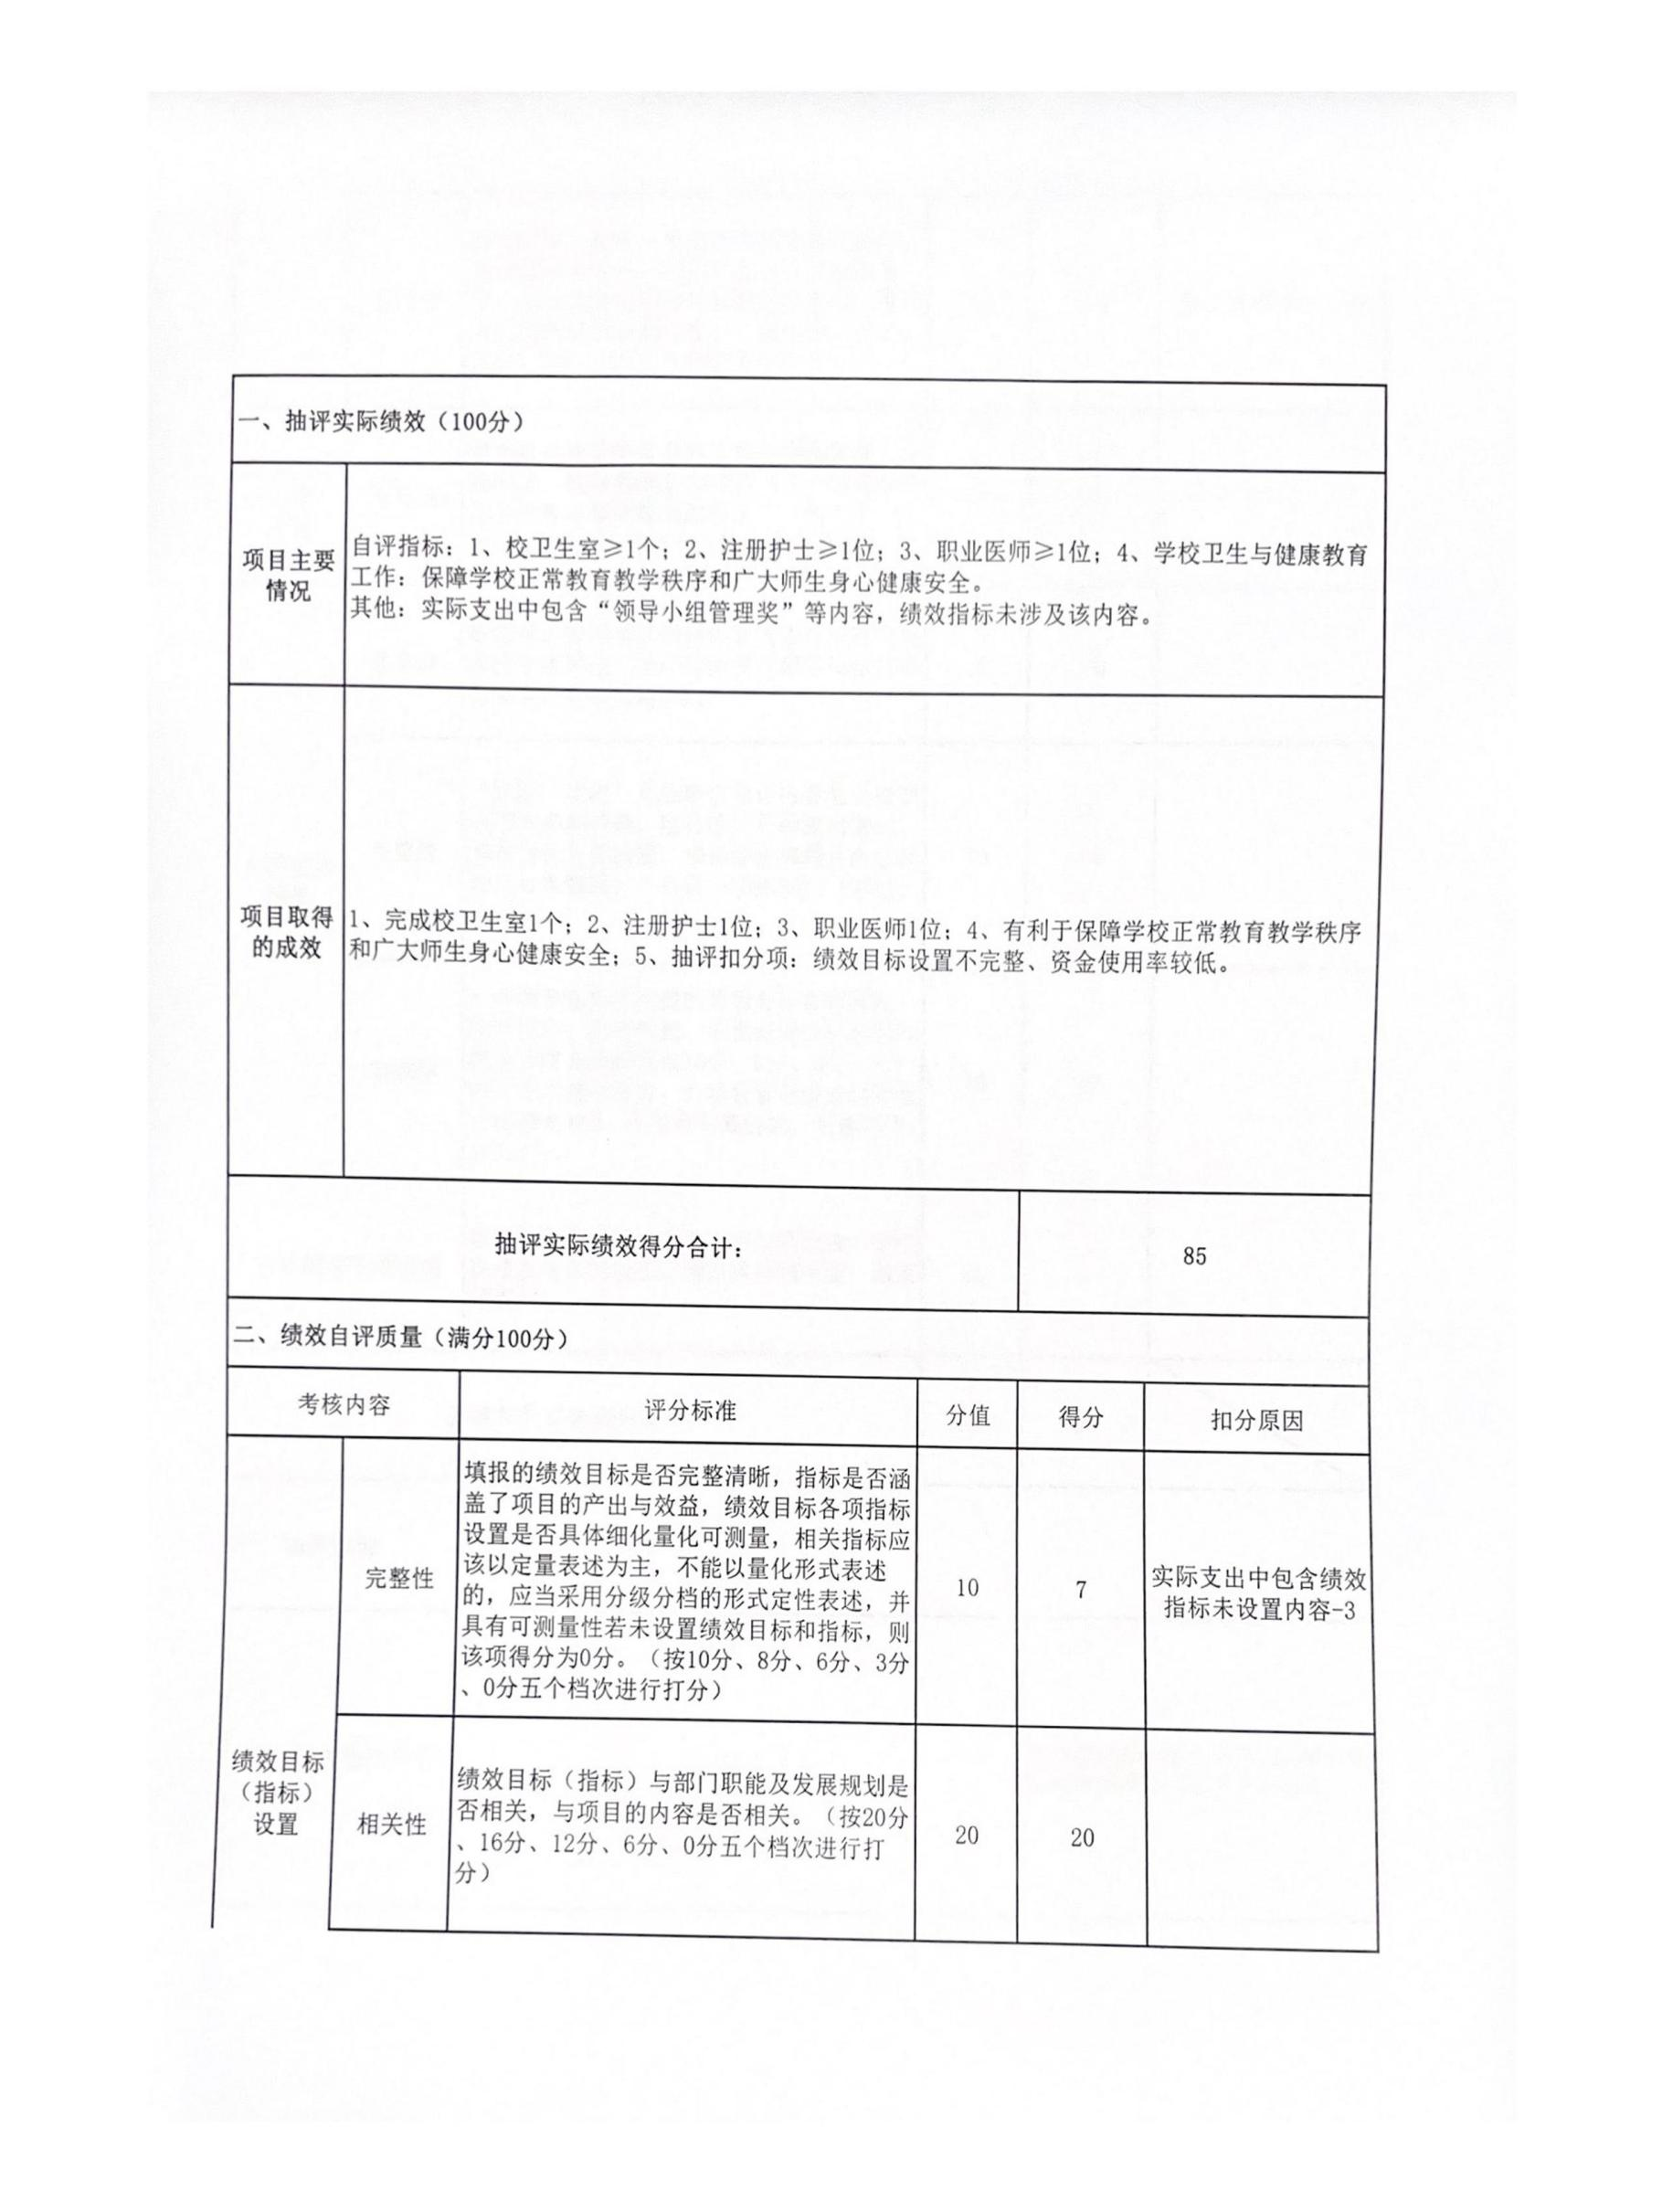 一、抽评实际绩效（100分）
项目主要
情况
自评指标：1、校卫生室≥1个；2、注册护士≥1位；3、职业医师≥1位；4、学校卫生与健康教育
工作：保障学校正常教育教学秩序和广大师生身心健康安全。
其他：实际支出中包含“领导小组管理奖”等内容，绩效指标未涉及该内容。
项目取得
的成效
1、完成校卫生室1个；2、注册护士1位；3、职业医师1位；4、有利于保障学校正常教育教学秩序
和广大师生身心健康安全；5、抽评扣分项：绩效目标设置不完整、资金使用率较低。
抽评实际绩效得分合计：
85
二、绩效自评质量（满分100分）
考核内容
评分标准
分值
得分
扣分原因
绩效目标
（指标）
设置
完整性
填报的绩效目标是否完整清晰，指标是否涵
盖了项目的产出与效益，绩效目标各项指标
设置是否具体细化量化可测量，相关指标应
该以定量表述为主，不能以量化形式表述
的，应当采用分级分档的形式定性表述，并
具有可测量性若未设置绩效目标和指标，则
该项得分为0分。（按10分、8分、6分、3分
、0分五个档次进行打分）
10
7
实际支出中包含绩效
指标未设置内容-3
相关性
绩效目标（指标）与部门职能及发展规划是
否相关，与项目的内容是否相关。（按20分
、16分、12分、6分、0分五个档次进行打
分）
20
20